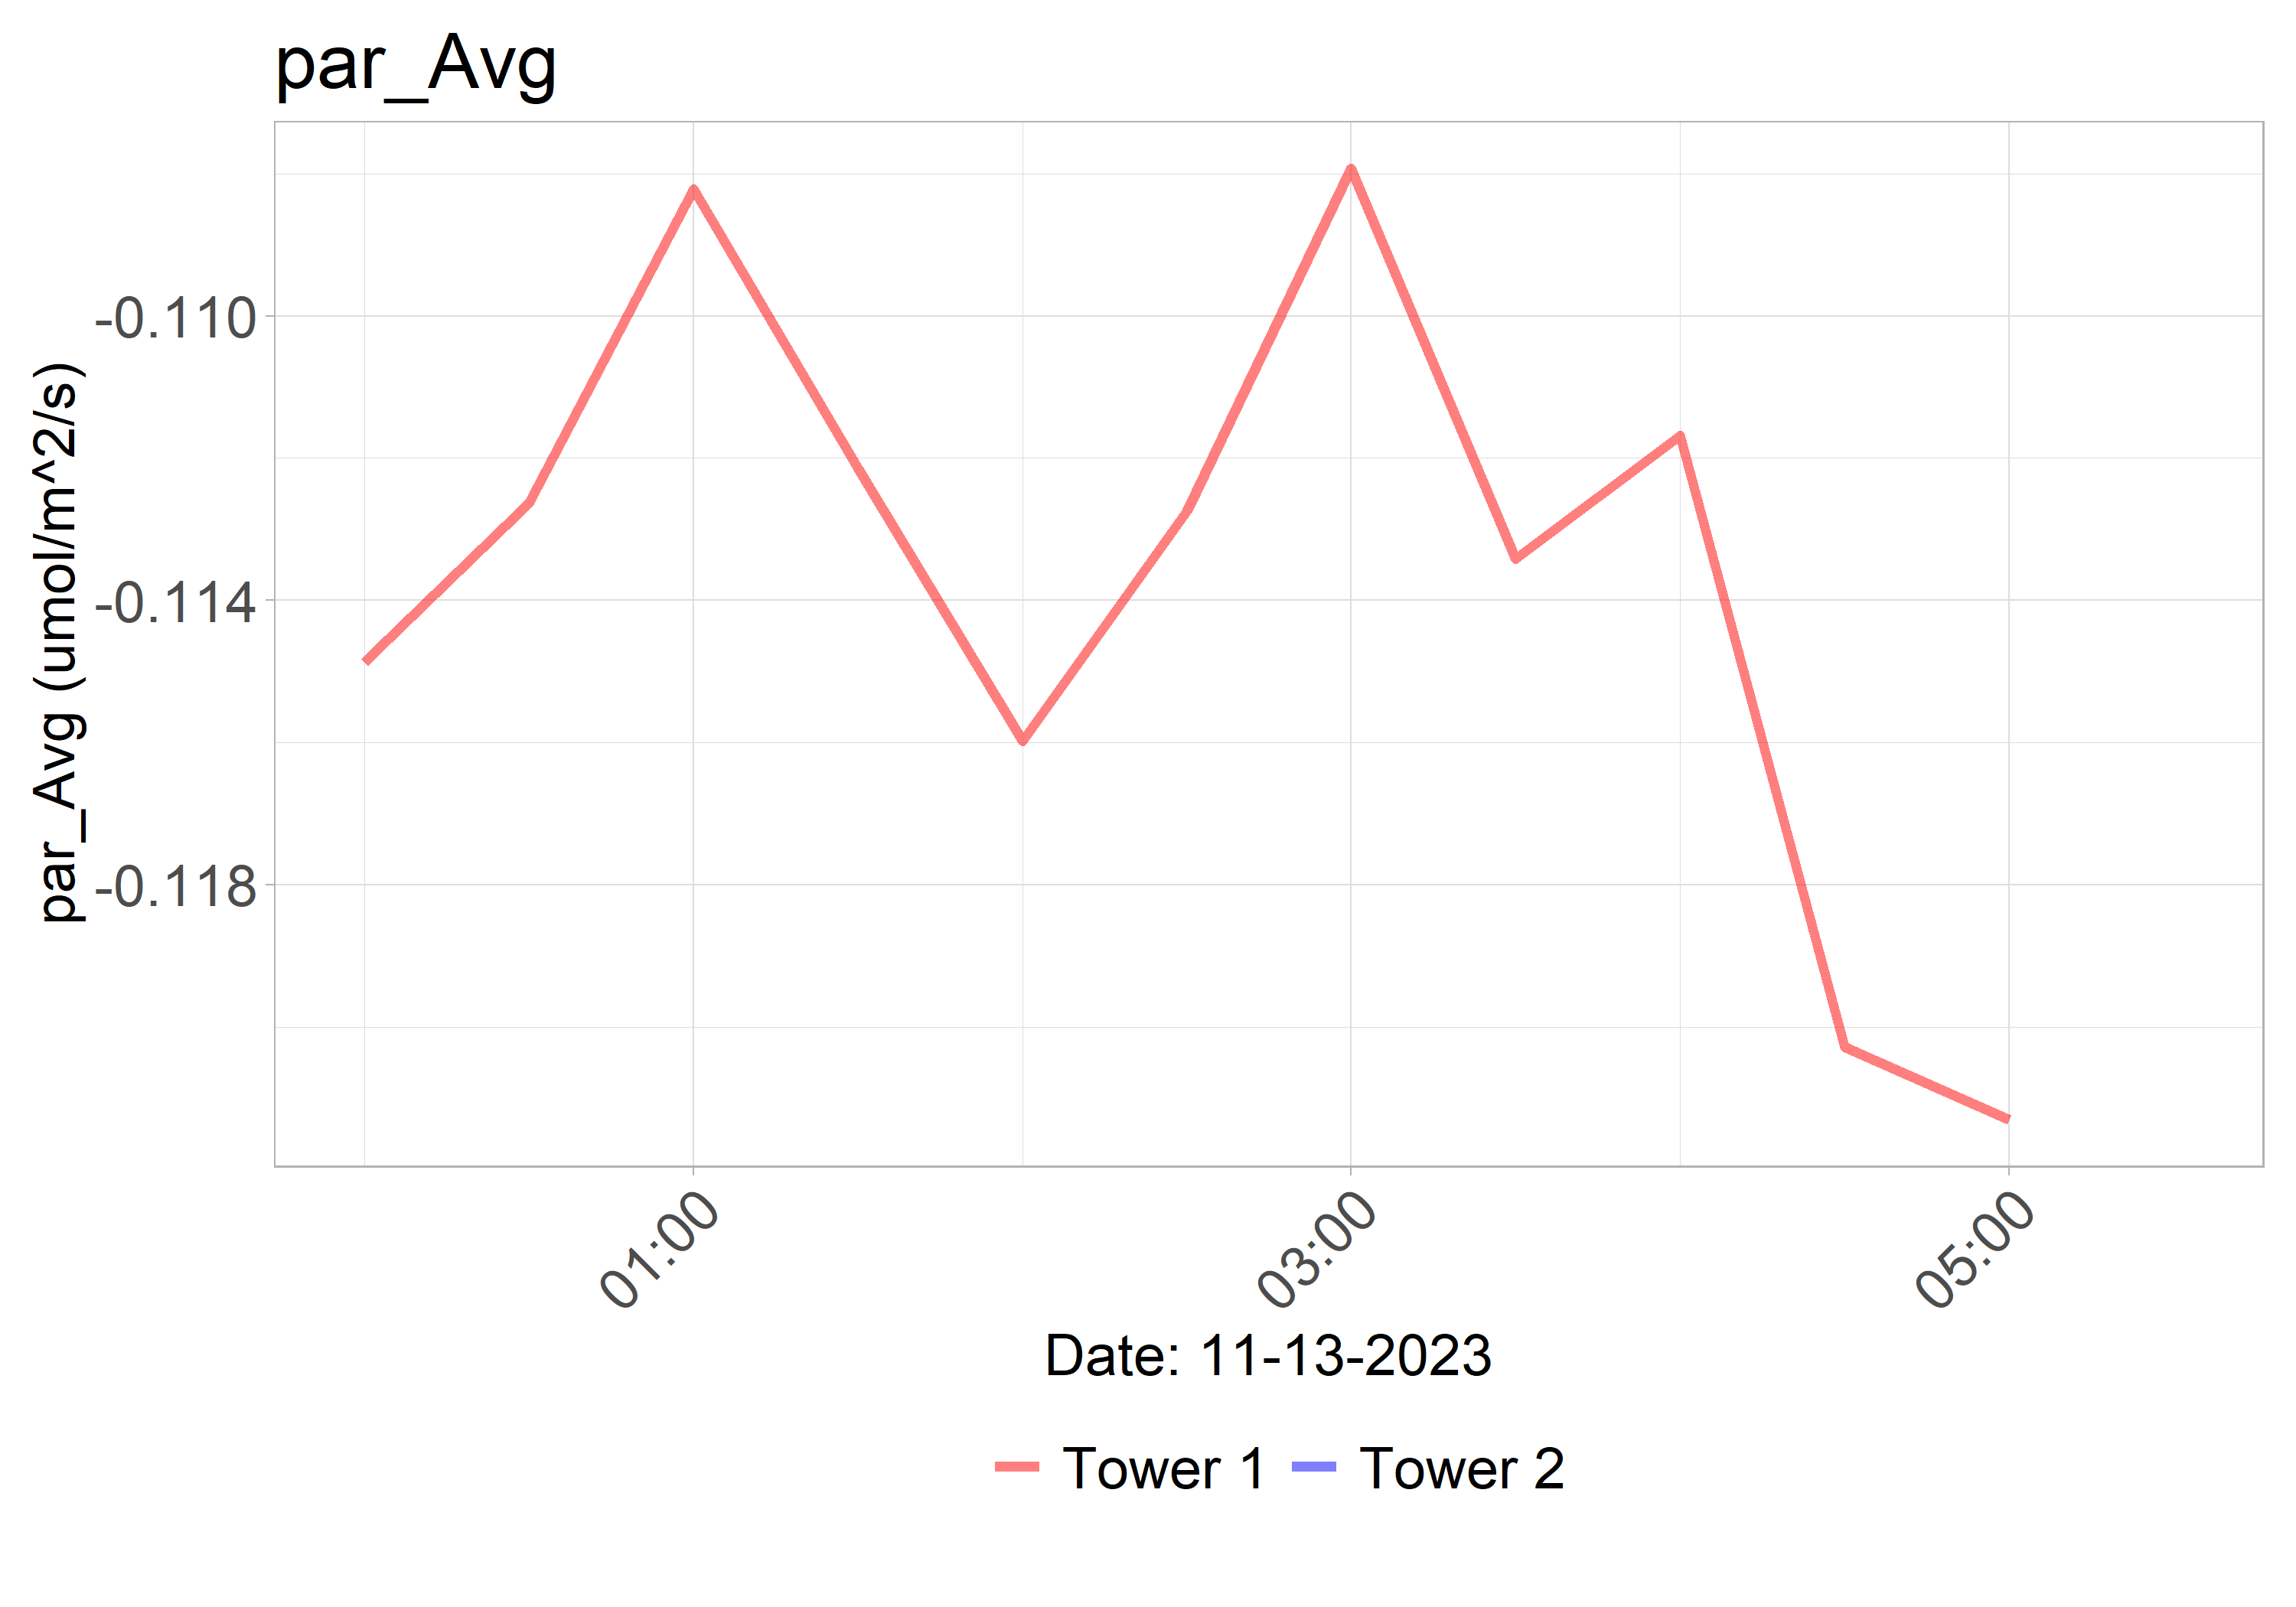 par_Avg
par_Avg (umol/m^2/s)
-0.110
-0.114
-0.118
01:00
03:00
05:00
Date: 11-13-2023
Tower 1
Tower 2